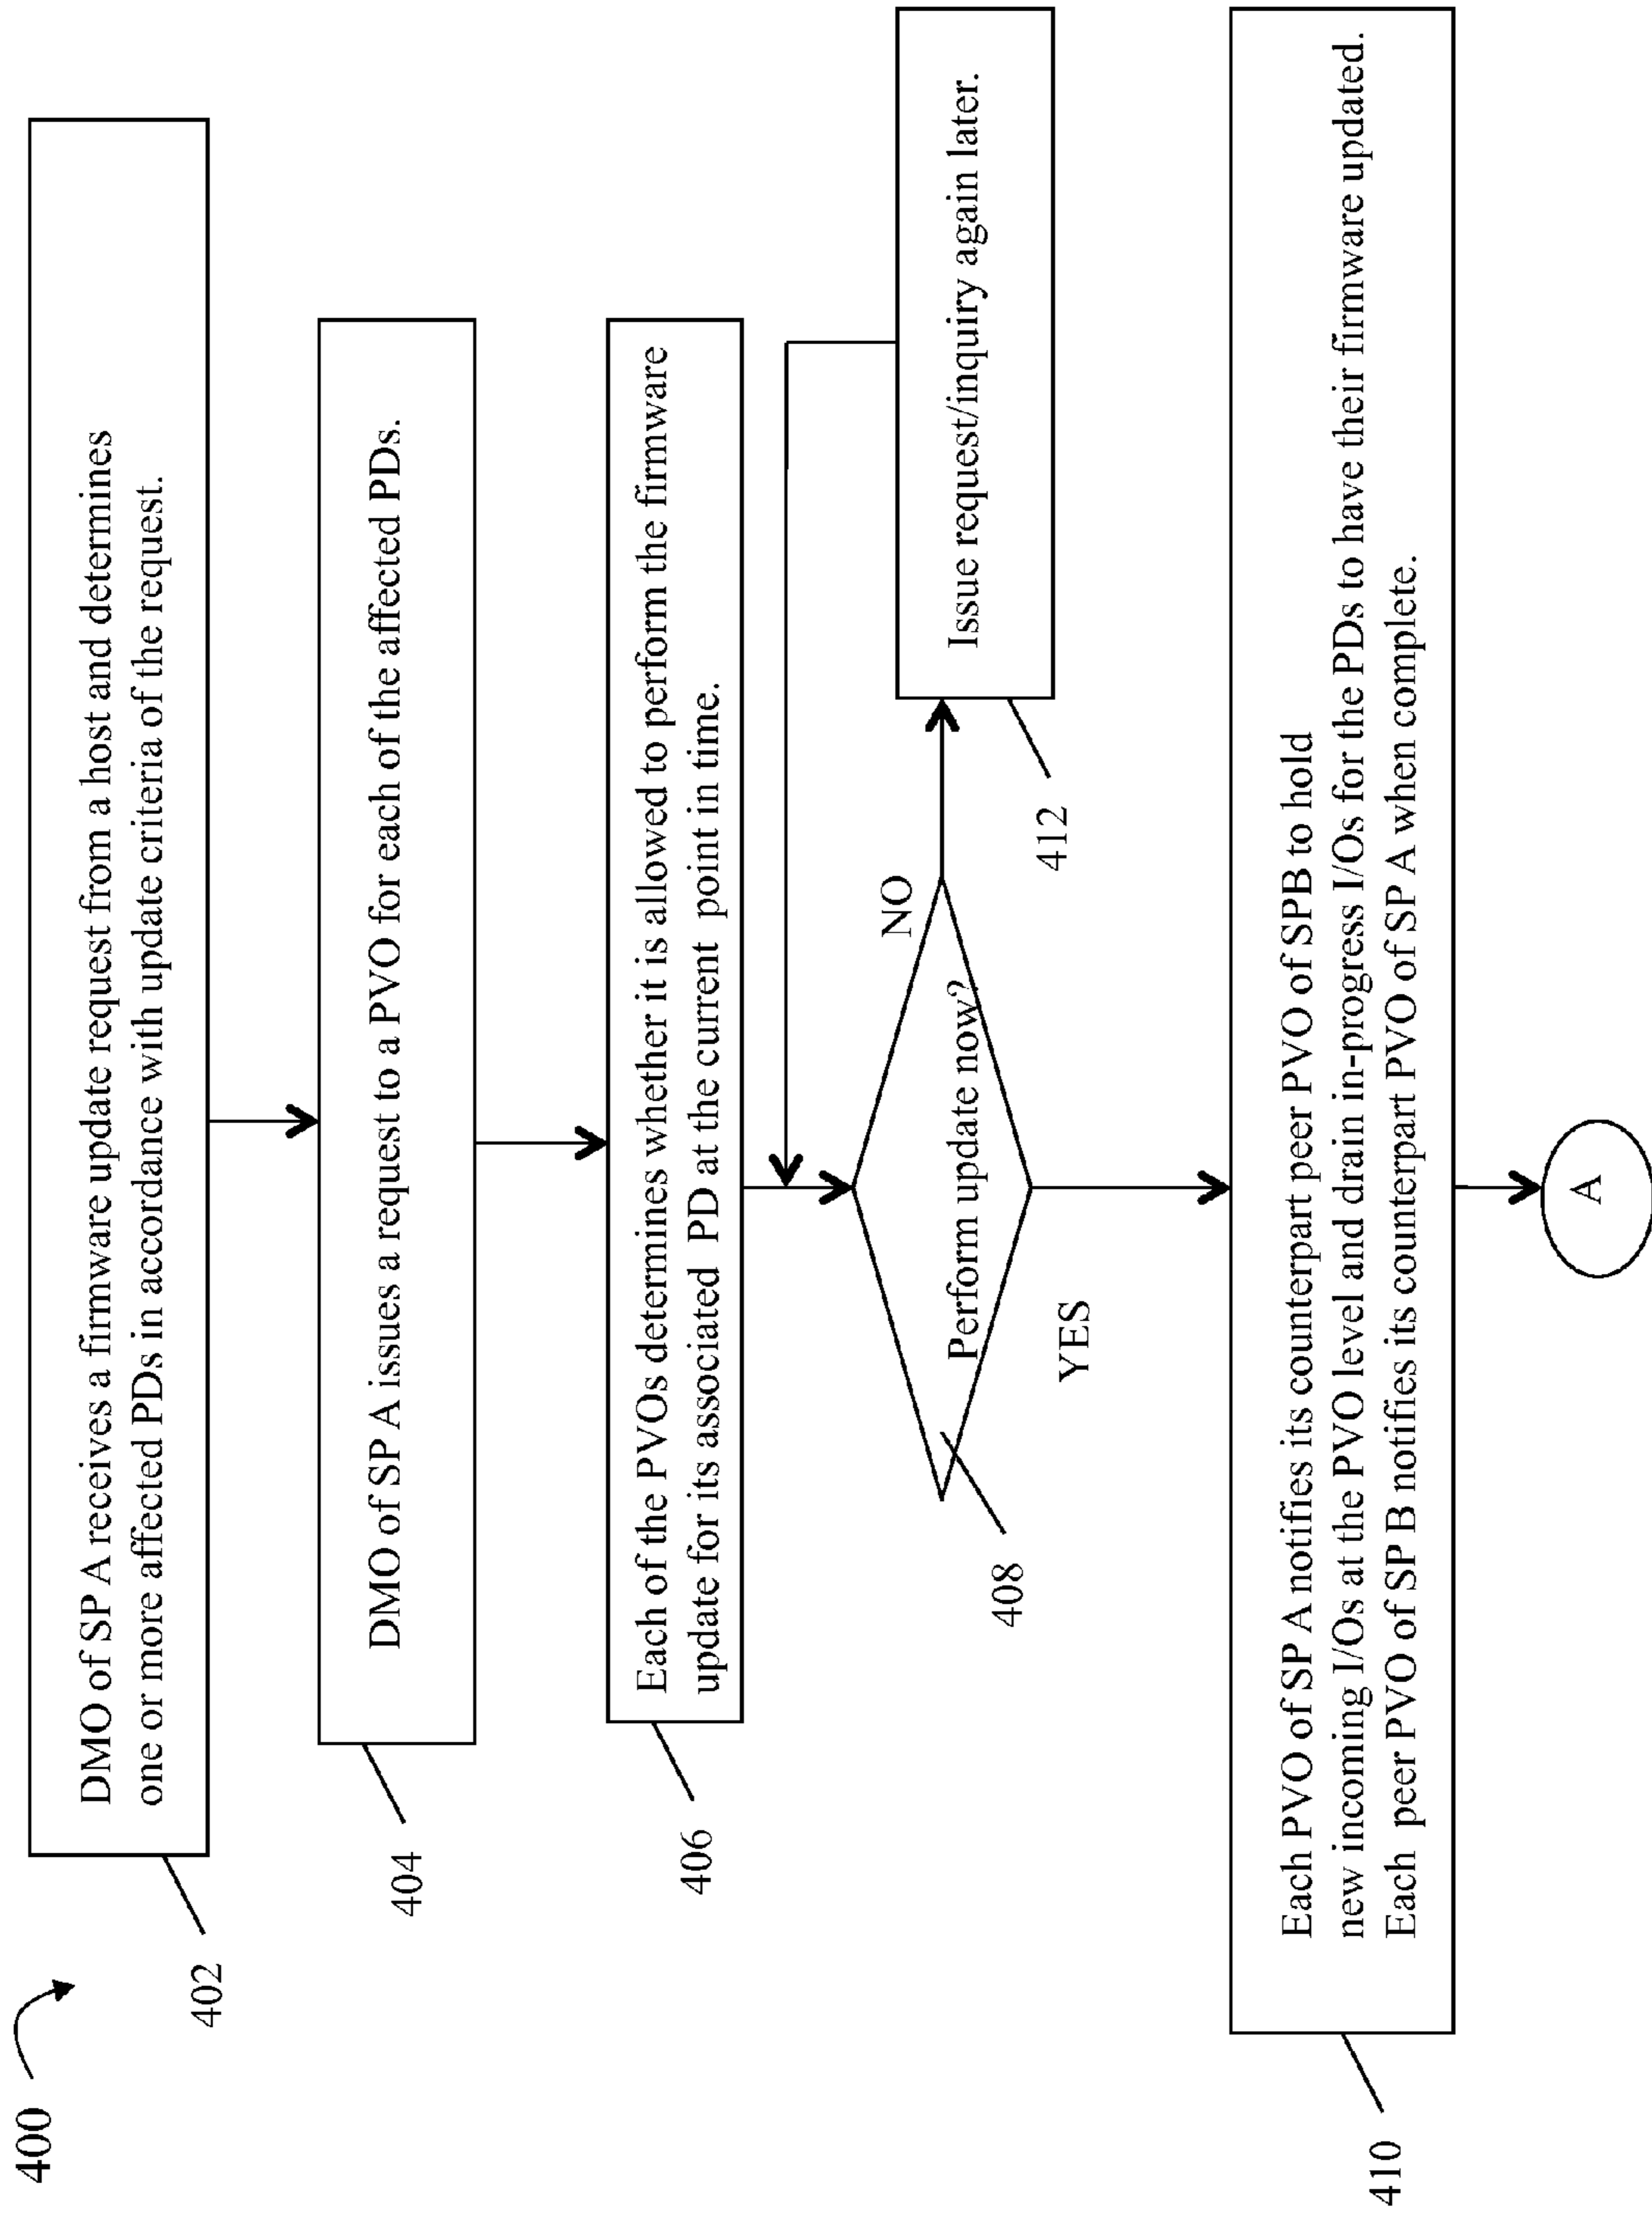 400
DMO of SP A receives a firmware update request from a host and determines
one or more affected PDs in accordance with update criteria of the request.
402
DMO of SP A issues a request to a PVO for each of the affected PDs.
404
Each of the PVOs determines whether it is allowed to perform the firmware
update for its associated PD at the current point in time.
406
Perform update now?
408
NO
Issue request/inquiry again later.
412
YES
Each PVO of SP A notifies its counterpart peer PVO of SPB to hold
new incoming I/Os at the PVO level and drain in-progress I/Os for the PDs to have their firmware updated.
Each peer PVO of SP B notifies its counterpart PVO of SP A when complete.
410
A